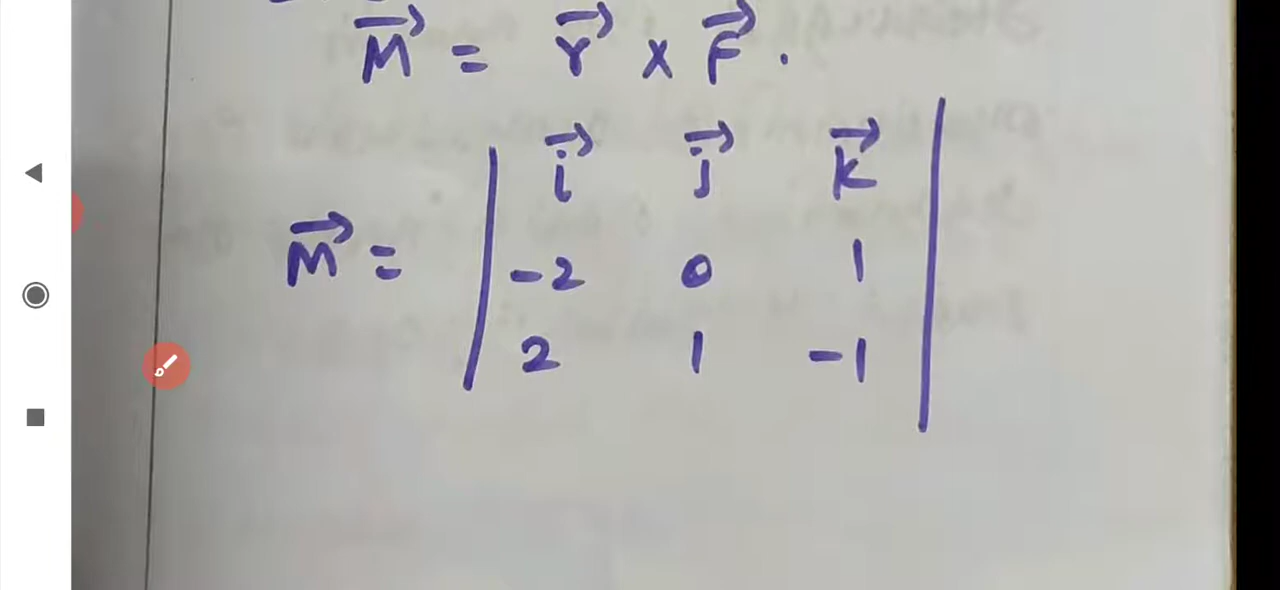 M⃗ = r⃗ × F⃗ .
i⃗ j⃗ k⃗
M⃗ = -2 0 1
2 1 -1